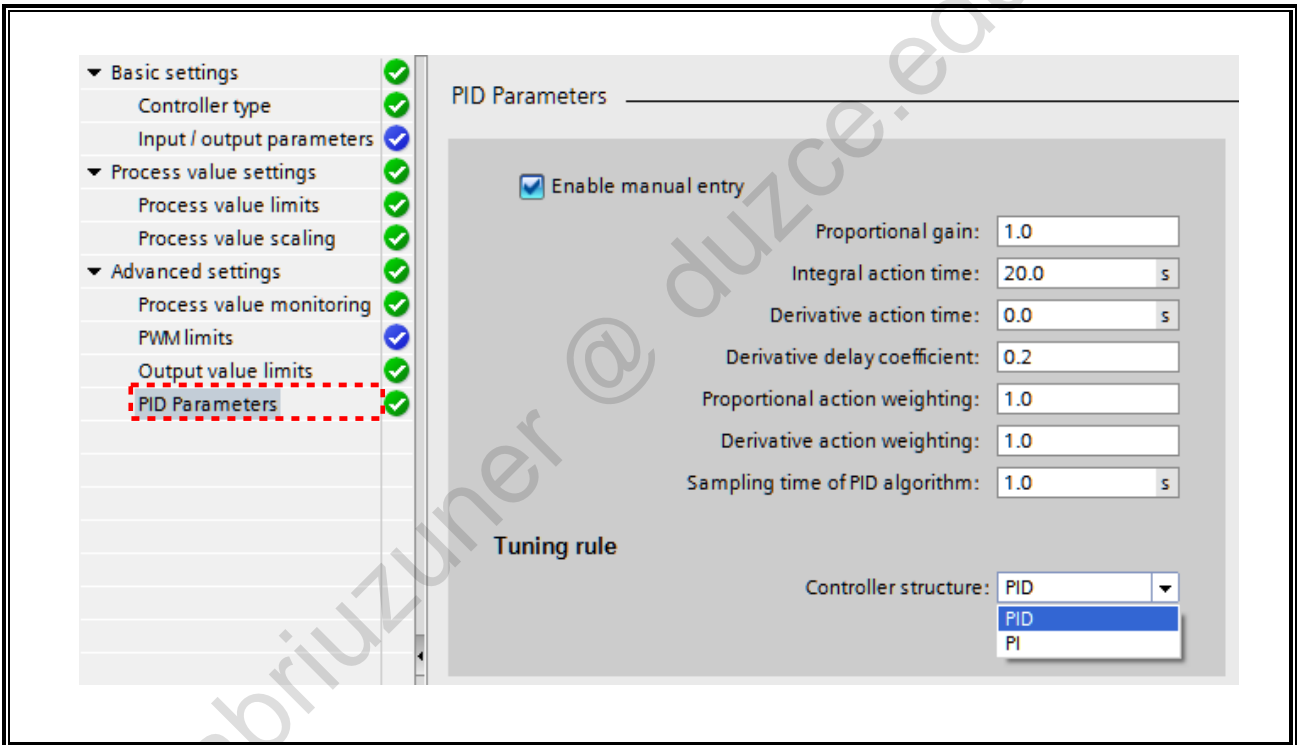 Basic settings
Controller type
Input / output parameters
Process value settings
Process value limits
Process value scaling
Advanced settings
Process value monitoring
PWM limits
Output value limits
PID Parameters
PID Parameters
Enable manual entry
Proportional gain: 1.0
Integral action time: 20.0 s
Derivative action time: 0.0 s
Derivative delay coefficient: 0.2
Proportional action weighting: 1.0
Derivative action weighting: 1.0
Sampling time of PID algorithm: 1.0 s
Tuning rule
Controller structure: PID
PID
PI
@